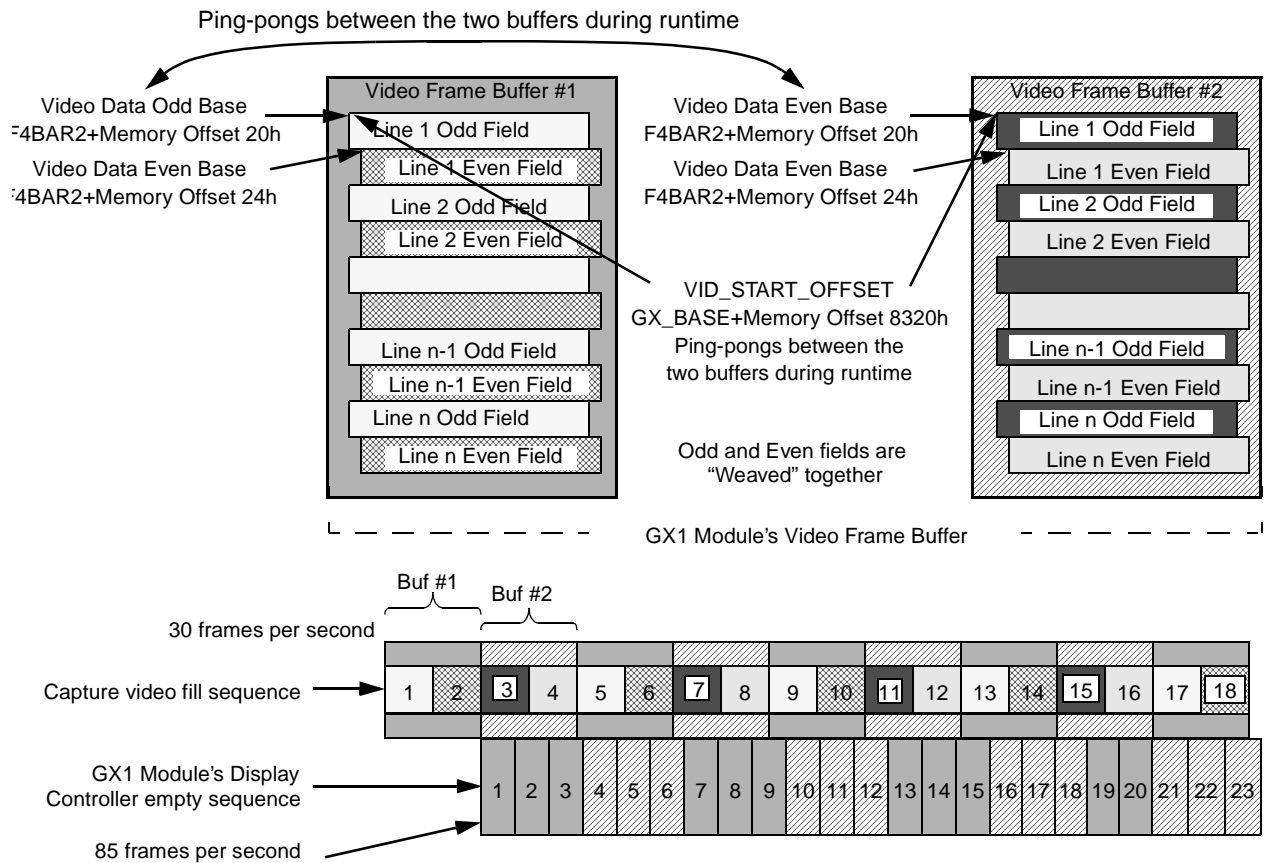 Ping-pongs between the two buffers during runtime
Video Frame Buffer #1
Video Data Odd Base
F4BAR2+Memory Offset 20h
Video Data Even Base
F4BAR2+Memory Offset 24h
Line 1 Odd Field
Line 1 Even Field
Line 2 Odd Field
Line 2 Even Field
Line n-1 Odd Field
Line n-1 Even Field
Line n Odd Field
Line n Even Field
Video Data Even Base
F4BAR2+Memory Offset 20h
Video Data Even Base
F4BAR2+Memory Offset 24h
VID_START_OFFSET
GX_BASE+Memory Offset 8320h
Ping-pongs between the
two buffers during runtime
Odd and Even fields are
“Weaved” together
Video Frame Buffer #2
Line 1 Odd Field
Line 1 Even Field
Line 2 Odd Field
Line 2 Even Field
Line n-1 Odd Field
Line n-1 Even Field
Line n Odd Field
Line n Even Field
GX1 Module’s Video Frame Buffer
Buf #1
Buf #2
30 frames per second
Capture video fill sequence
1 2 3 4 5 6 7 8 9 10 11 12 13 14 15 16 17 18
GX1 Module’s Display
Controller empty sequence
1 2 3 4 5 6 7 8 9 10 11 12 13 14 15 16 17 18 19 20 21 22 23
85 frames per second